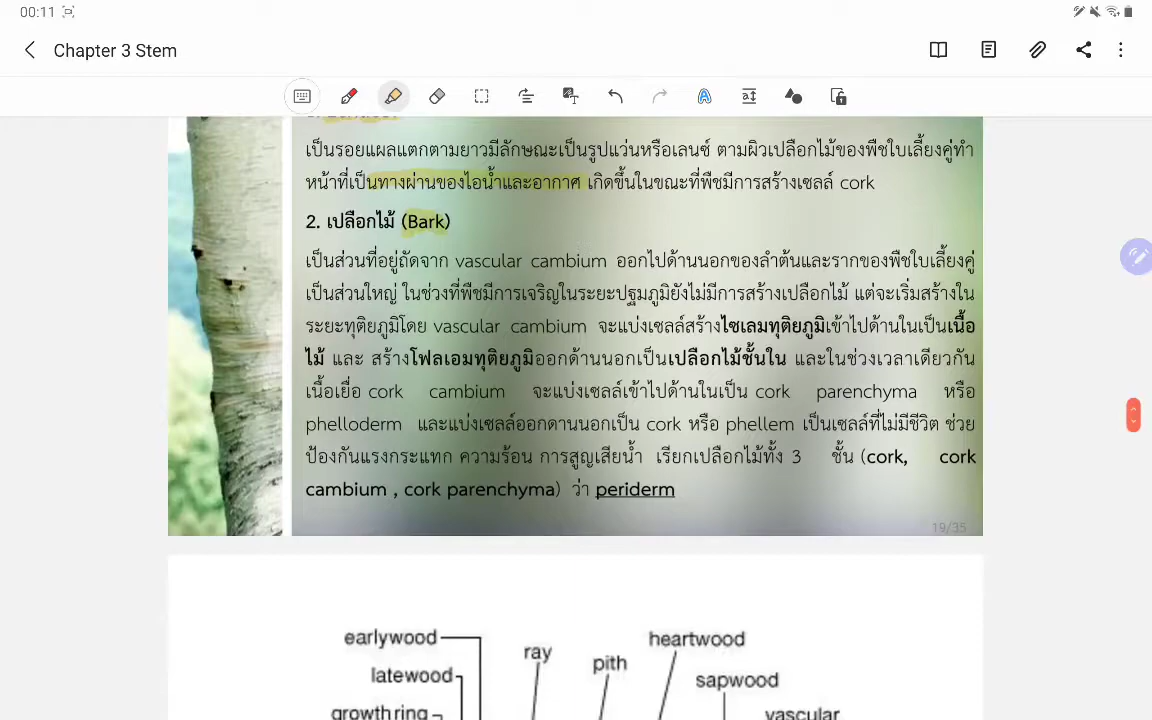 00:11
Chapter 3 Stem
เป็นรอยแผลแตกตามยาวมีลักษณะเป็นรูปแว่นหรือเลนซ์ ตามผิวเปลือกไม้ของพืชใบเลี้ยงคู่ทำ
หน้าที่เป็นทางผ่านของไอน้ำและอากาศ เกิดขึ้นในขณะที่พืชมีการสร้างเซลล์ cork
2. เปลือกไม้ (Bark)
เป็นส่วนที่อยู่ถัดจาก vascular cambium ออกไปด้านนอกของลำต้นและรากของพืชใบเลี้ยงคู่
เป็นส่วนใหญ่ ในช่วงที่พืชมีการเจริญในระยะปฐมภูมิยังไม่มีการสร้างเปลือกไม้ แต่จะเริ่มสร้างใน
ระยะทุติยภูมิโดย vascular cambium จะแบ่งเซลล์สร้างไซเลมทุติยภูมิเข้าไปด้านในเป็นเนื้อ
ไม้ และ สร้างโฟลเอมทุติยภูมิออกด้านนอกเป็นเปลือกไม้ชั้นใน และในช่วงเวลาเดียวกัน
เนื้อเยื่อ cork cambium จะแบ่งเซลล์เข้าไปด้านในเป็น cork parenchyma หรือ
phelloderm และแบ่งเซลล์ออกดานนอกเป็น cork หรือ phellem เป็นเซลล์ที่ไม่มีชีวิต ช่วย
ป้องกันแรงกระแทก ความร้อน การสูญเสียน้ำ เรียกเปลือกไม้ทั้ง 3 ชั้น (cork, cork
cambium , cork parenchyma) ว่า periderm
19/35
earlywood
heartwood
ray
pith
latewood
sapwood
growth ring
vascular